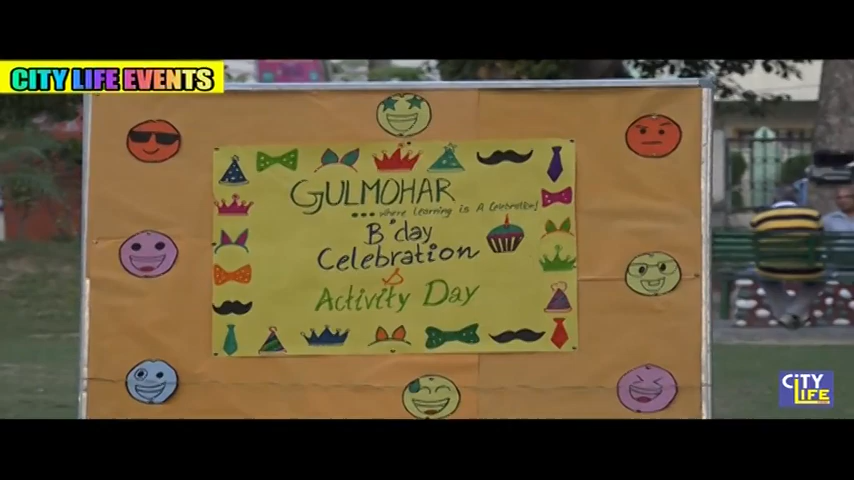 CITY LIFE EVENTS
GULMOHAR
... where learning is A Celebration!
B'day
Celebration
&
Activity Day
CITY
LIFE